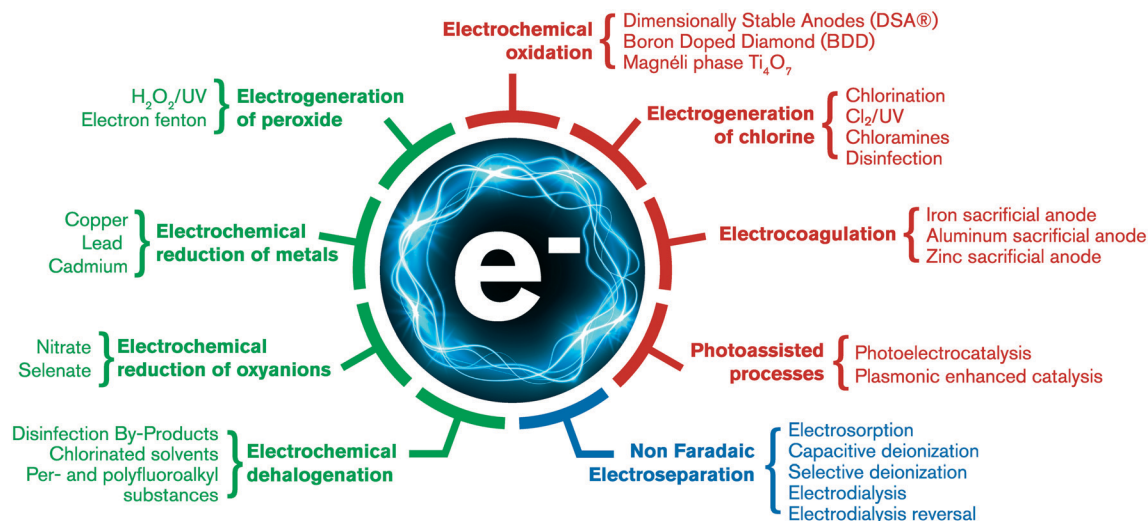 Electrochemical
oxidation
Dimensionally Stable Anodes (DSA®)
Boron Doped Diamond (BDD)
Magnéli phase Ti₄O₇
Electrogeneration
of chlorine
Chlorination
Cl₂/UV
Chloramines
Disinfection
Electrocoagulation
Iron sacrificial anode
Aluminum sacrificial anode
Zinc sacrificial anode
Photoassisted
processes
Photoelectrocatalysis
Plasmonic enhanced catalysis
Non Faradaic
Electroseparation
Electrosorption
Capacitive deionization
Selective deionization
Electrodialysis
Electrodialysis reversal
Disinfection By-Products
Chlorinated solvents
Per- and polyfluoroalkyl
substances
Electrochemical
dehalogenation
Nitrate
Selenate
Electrochemical
reduction of oxyanions
Copper
Lead
Cadmium
Electrochemical
reduction of metals
H₂O₂/UV
Electron fenton
Electrogeneration
of peroxide
e⁻